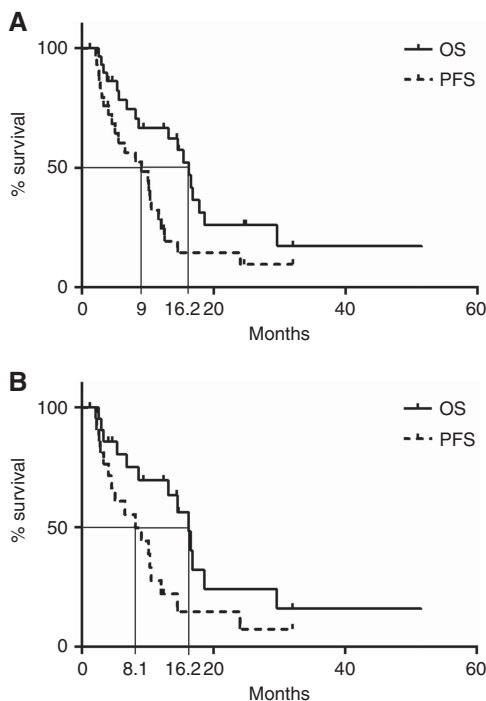 A
100
OS
PFS
50
% survival
0
0 9 16.2 20 40 60
Months
B
100
OS
PFS
50
% survival
0
0 8.1 16.2 20 40 60
Months